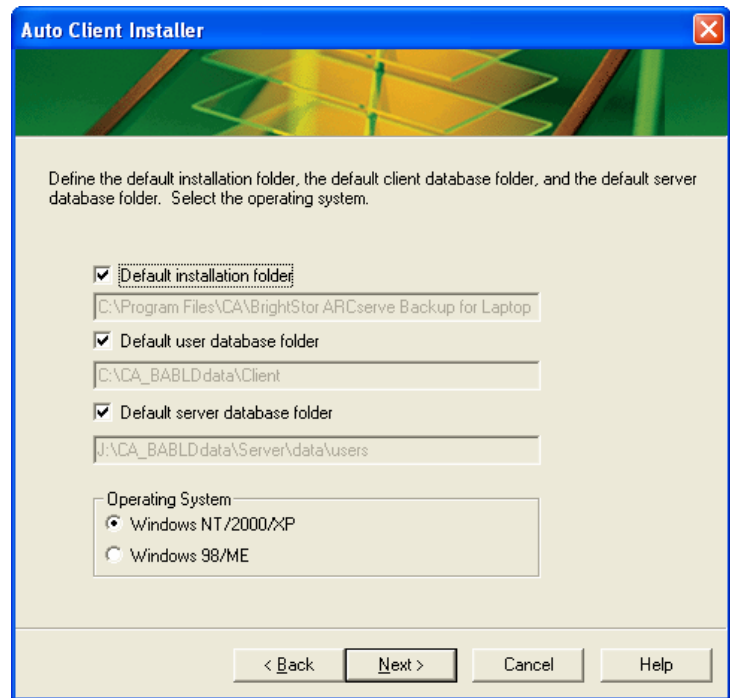 Auto Client Installer
Define the default installation folder, the default client database folder, and the default server
database folder. Select the operating system.
Default installation folder
C:\Program Files\CA\BrightStor ARCserve Backup for Laptop
Default user database folder
C:\CA_BABLDdata\Client
Default server database folder
J:\CA_BABLDdata\Server\data\users
Operating System
Windows NT/2000/XP
Windows 98/ME
< Back
Next >
Cancel
Help